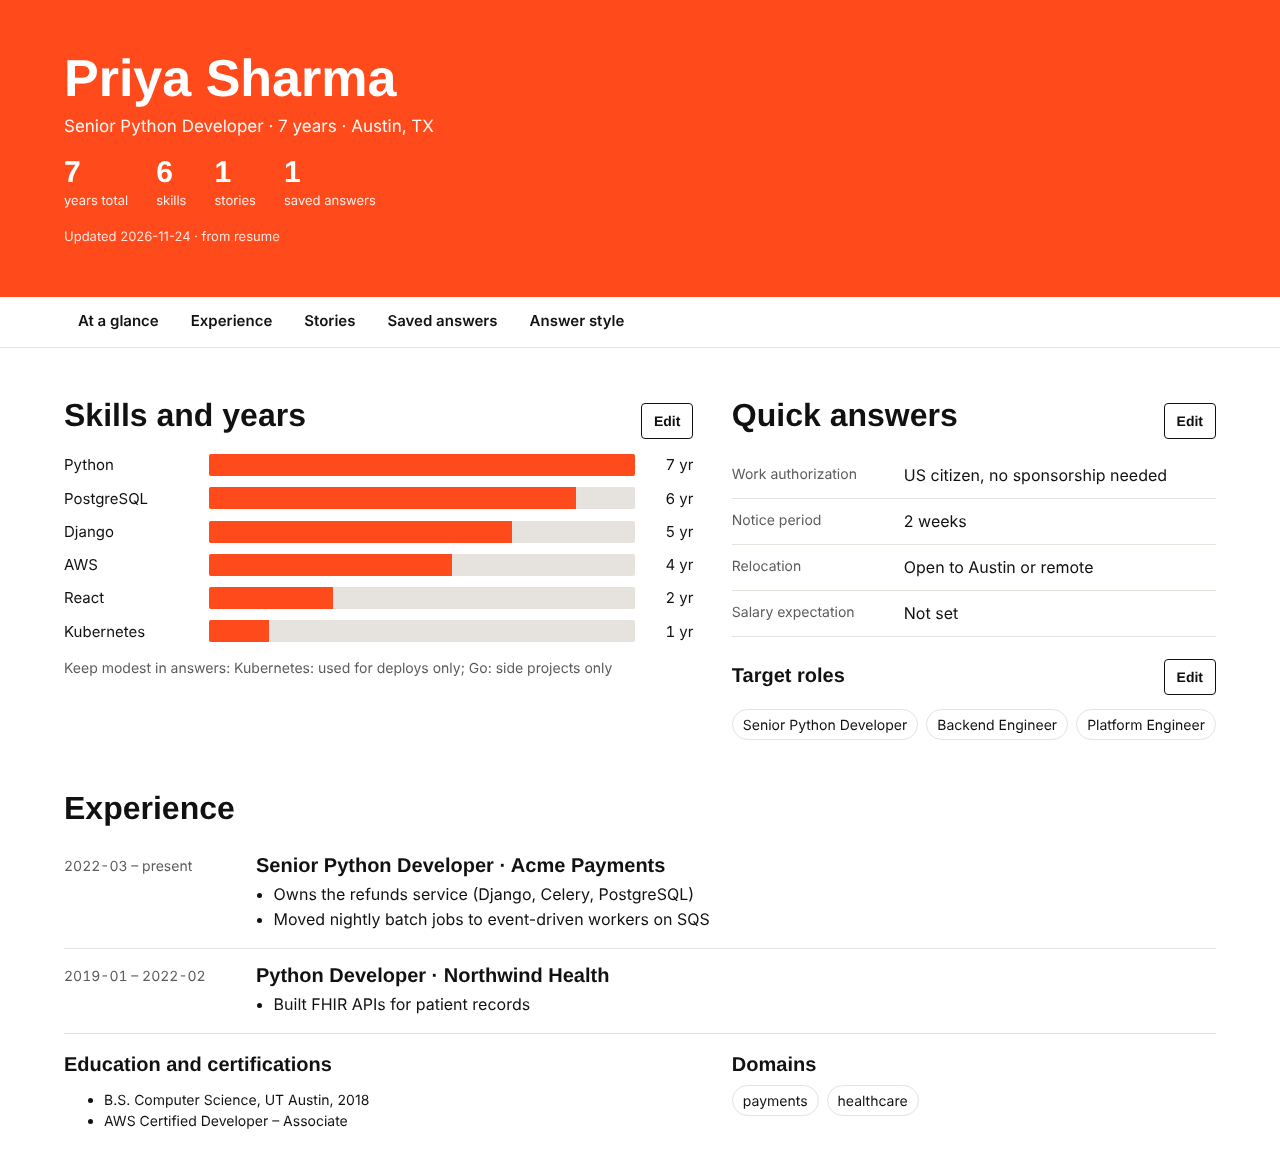 Priya Sharma
Senior Python Developer · 7 years · Austin, TX
7 6 1 1
years total skills stories saved answers
Updated 2026-11-24 · from resume
At a glance Experience Stories Saved answers Answer style
Skills and years Edit
Python 7 yr
PostgreSQL 6 yr
Django 5 yr
AWS 4 yr
React 2 yr
Kubernetes 1 yr
Keep modest in answers: Kubernetes: used for deploys only; Go: side projects only
Quick answers Edit
Work authorization US citizen, no sponsorship needed
Notice period 2 weeks
Relocation Open to Austin or remote
Salary expectation Not set
Target roles Edit
Senior Python Developer Backend Engineer Platform Engineer
Experience
2022-03 – present Senior Python Developer · Acme Payments
• Owns the refunds service (Django, Celery, PostgreSQL)
• Moved nightly batch jobs to event-driven workers on SQS
2019-01 – 2022-02 Python Developer · Northwind Health
• Built FHIR APIs for patient records
Education and certifications
• B.S. Computer Science, UT Austin, 2018
• AWS Certified Developer – Associate
Domains
payments healthcare